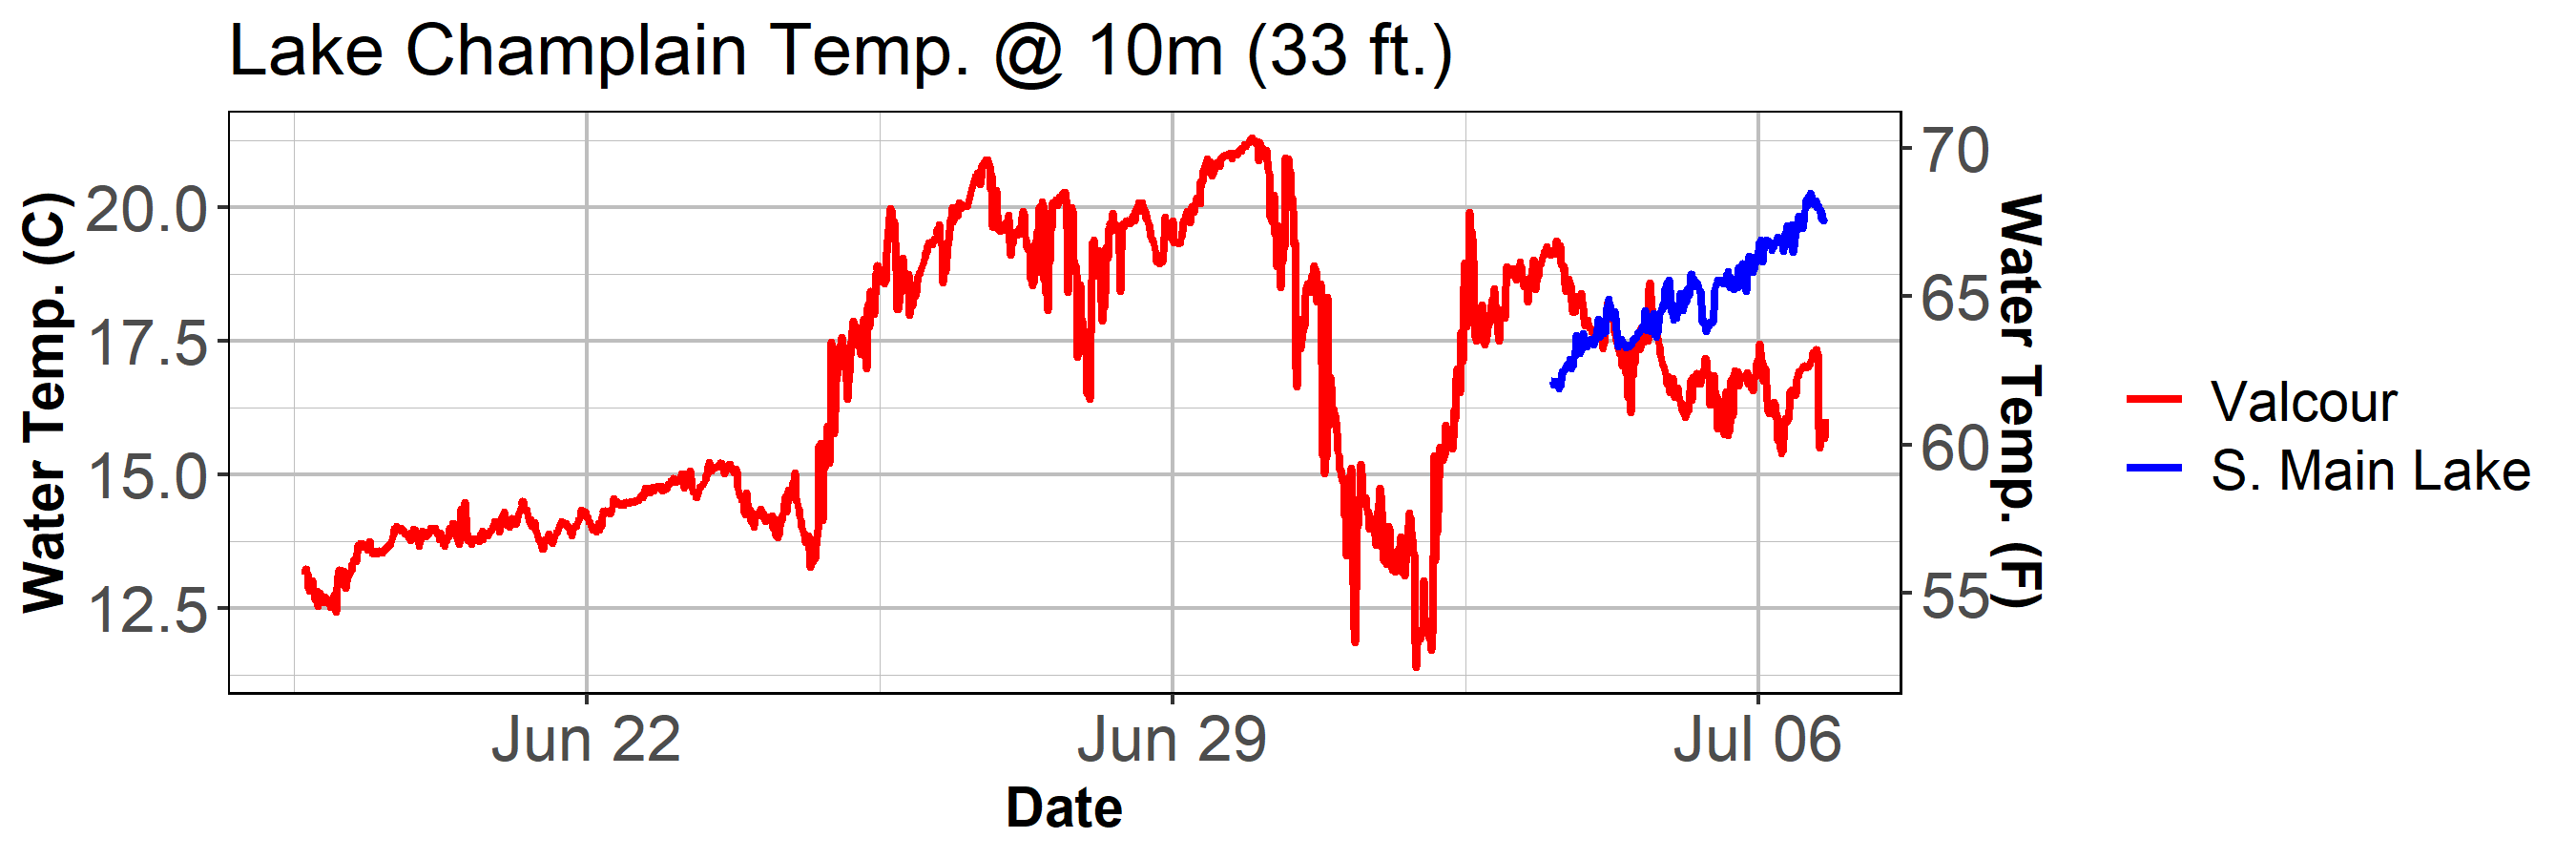 Lake Champlain Temp. @ 10m (33 ft.)
Water Temp. (C)
20.0
17.5
15.0
12.5
70
65
60
55
Water Temp. (F)
Jun 22
Jun 29
Jul 06
Date
Valcour
S. Main Lake